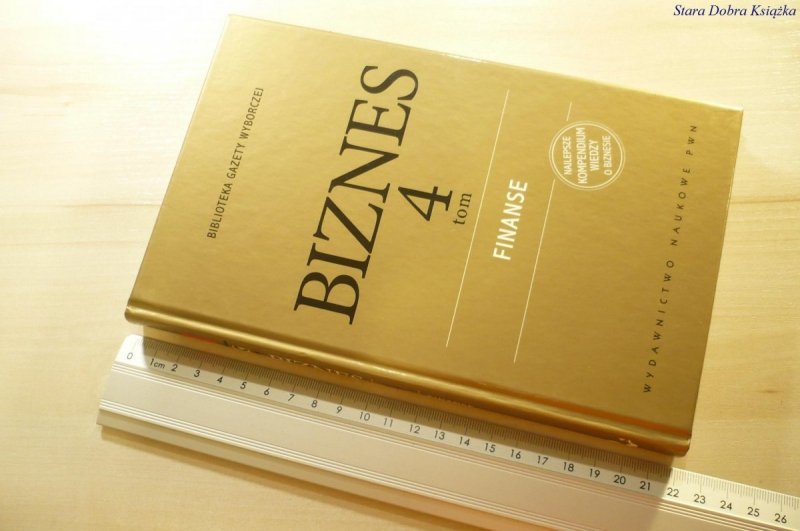 Stara Dobra Książka
BIBLIOTEKA GAZETY WYBORCZEJ
BIZNES
4
tom
FINANSE
NAJLEPSZE
KOMPENDIUM
WIEDZY
O BIZNESIE
WYDAWNICTWO NAUKOWE PWN
BIZNES
0 1cm 2 3 4 5 6 7 8 9 10 11 12 13 14 15 16 17 18 19 20 21 22 23 24 25 26